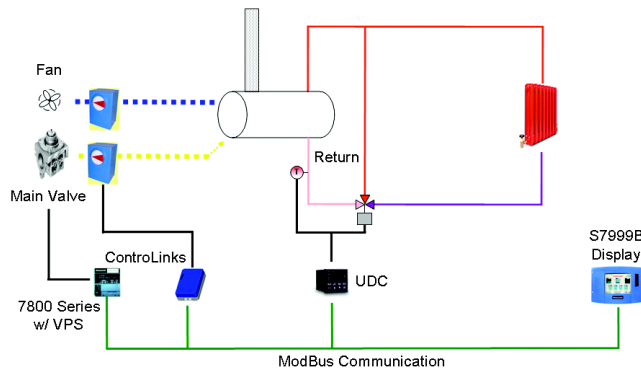 Fan
Return
T
Main Valve
ControLinks
S7999B
Display
UDC
7800 Series
w/ VPS
ModBus Communication